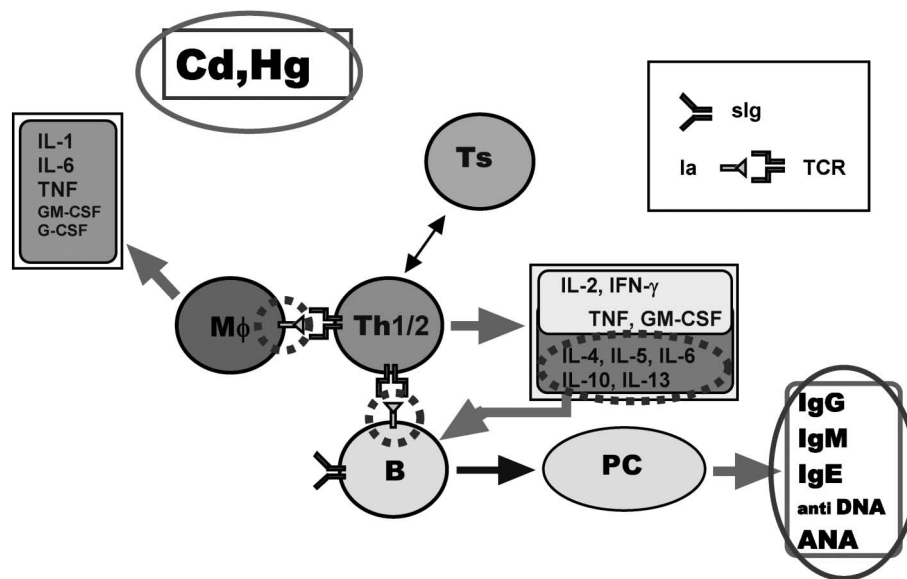 Cd,Hg
IL-1
IL-6
TNF
GM-CSF
G-CSF
Ts
sIg
Ia
TCR
Mϕ
Th1/2
IL-2, IFN-γ
TNF, GM-CSF
IL-4, IL-5, IL-6
IL-10, IL-13
B
PC
IgG
IgM
IgE
anti DNA
ANA